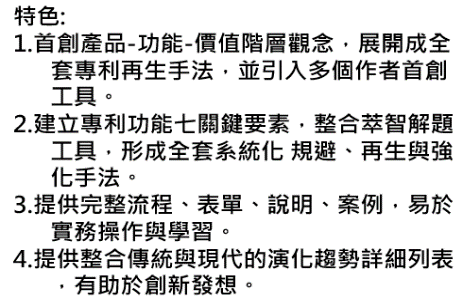 特色:
1.首創產品-功能-價值階層觀念，展開成全
套專利再生手法，並引入多個作者首創
工具。
2.建立專利功能七關鍵要素，整合萃智解題
工具，形成全套系統化 規避、再生與強
化手法。
3.提供完整流程、表單、說明、案例，易於
實務操作與學習。
4.提供整合傳統與現代的演化趨勢詳細列表
，有助於創新發想。